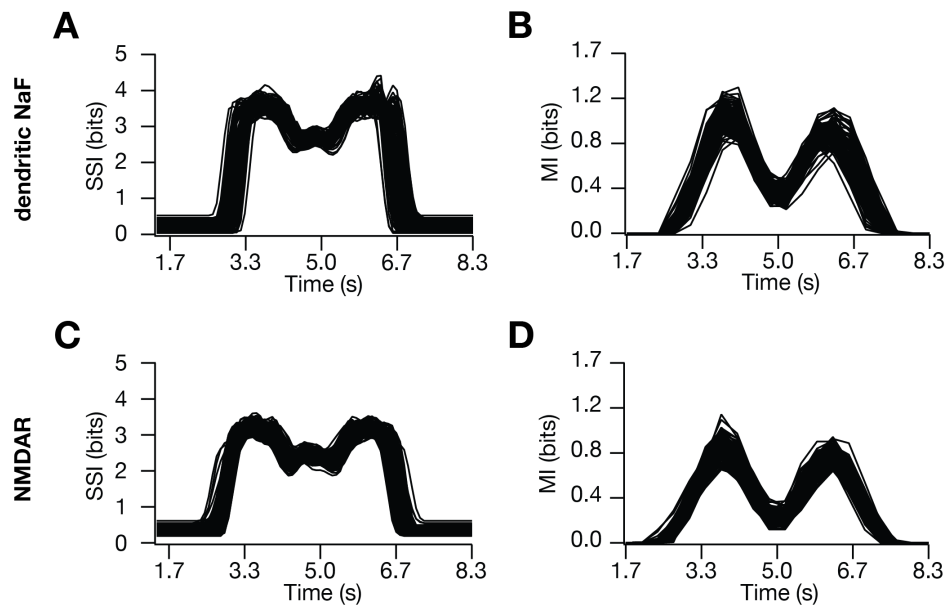 A
dendritic NaF
SSI (bits)
5
4
3
2
1
0
1.7 3.3 5.0 6.7 8.3
Time (s)
B
MI (bits)
1.7
1.2
0.8
0.4
0.0
1.7 3.3 5.0 6.7 8.3
Time (s)
C
NMDAR
SSI (bits)
5
4
3
2
1
0
1.7 3.3 5.0 6.7 8.3
Time (s)
D
MI (bits)
1.7
1.2
0.8
0.4
0.0
1.7 3.3 5.0 6.7 8.3
Time (s)